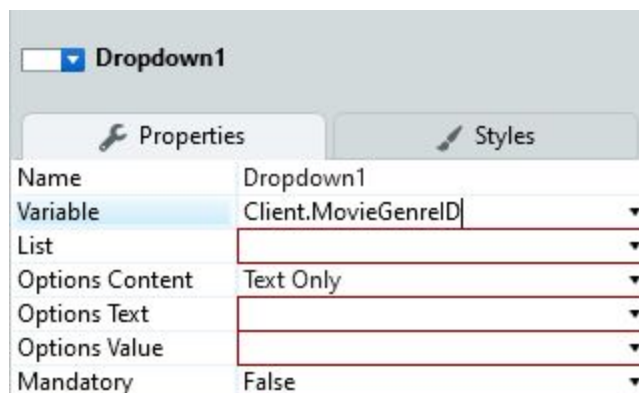 Dropdown1
Properties Styles
Name Dropdown1
Variable Client.MovieGenreID
List
Options Content Text Only
Options Text
Options Value
Mandatory False